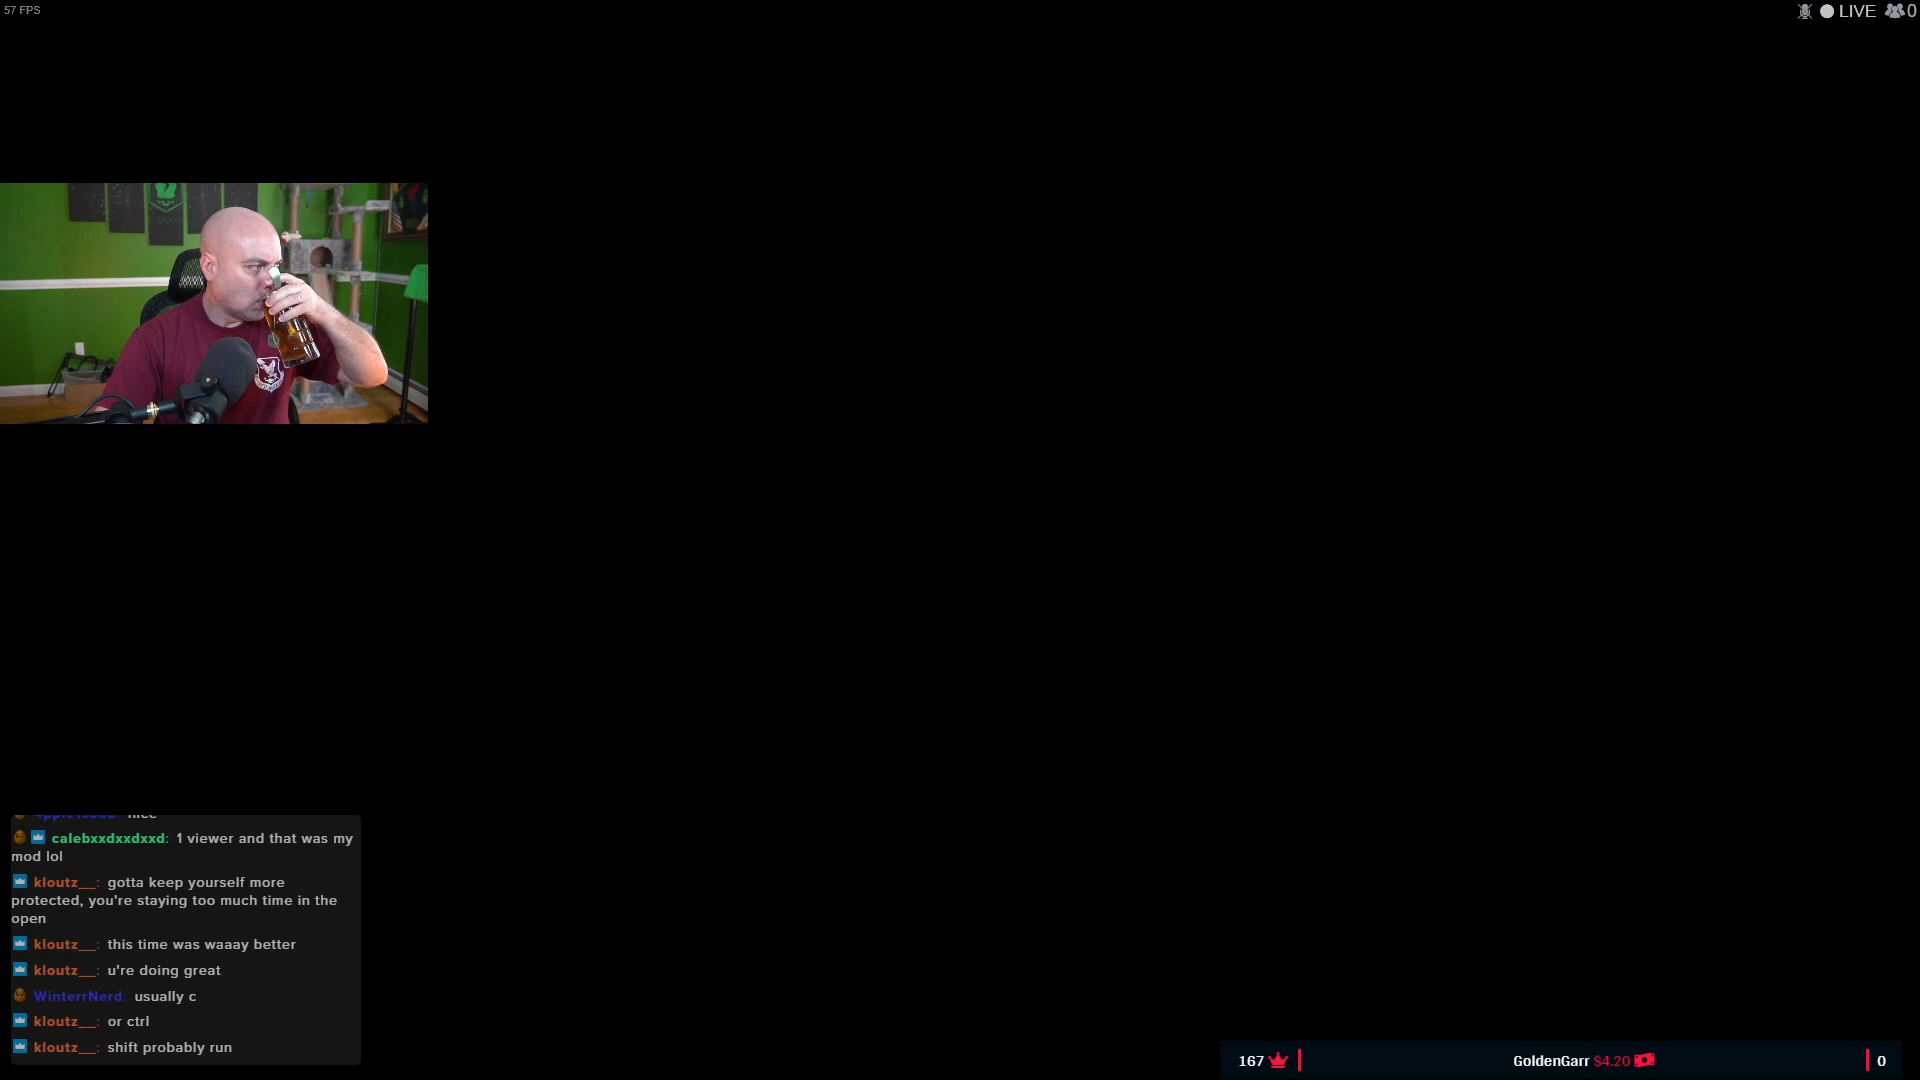 57 FPS
LIVE 0
nice
calebxxdxxdxxd: 1 viewer and that was my
mod lol
kloutz__: gotta keep yourself more
protected, you're staying too much time in the
open
kloutz__: this time was waaay better
kloutz__: u're doing great
WinterrNerd: usually c
kloutz__: or ctrl
kloutz__: shift probably run
167 GoldenGarr $4.20 0